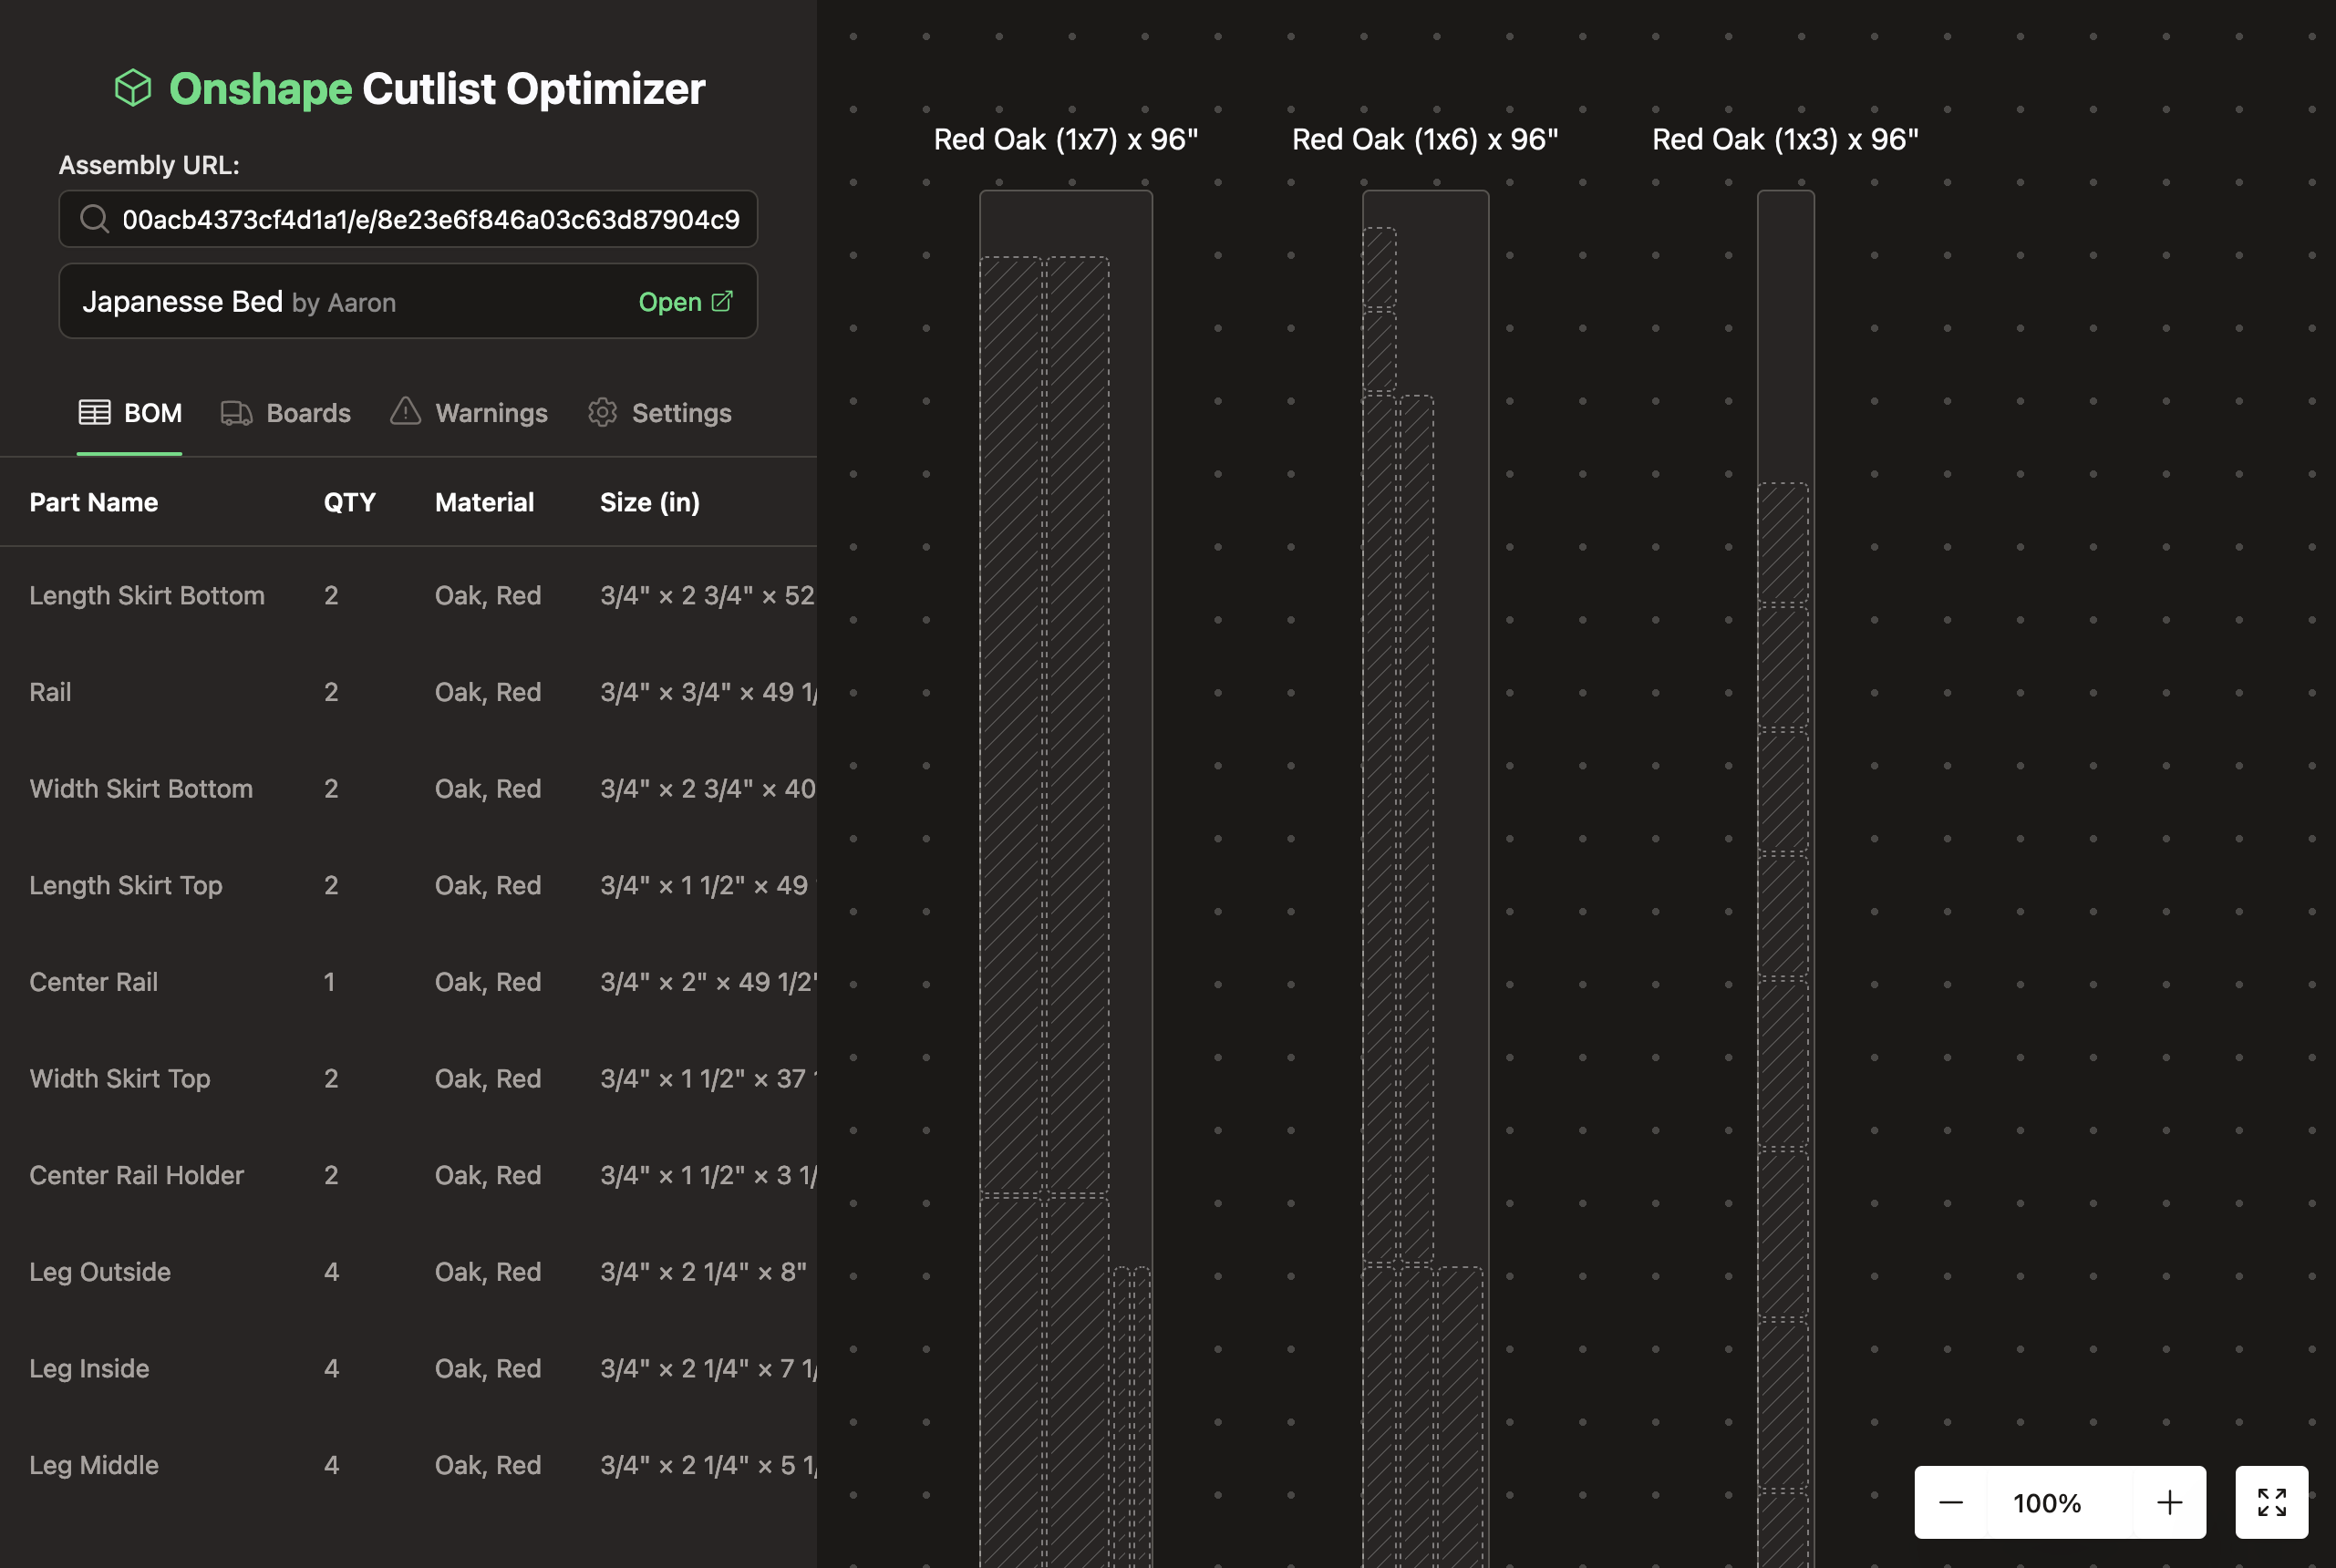 Onshape Cutlist Optimizer
Assembly URL:
00acb4373cf4d1a1/e/8e23e6f846a03c63d87904c9
Japanesse Bed by Aaron Open
BOM Boards Warnings Settings
Part Name QTY Material Size (in)
Length Skirt Bottom 2 Oak, Red 3/4" × 2 3/4" × 52
Rail 2 Oak, Red 3/4" × 3/4" × 49 1/
Width Skirt Bottom 2 Oak, Red 3/4" × 2 3/4" × 40
Length Skirt Top 2 Oak, Red 3/4" × 1 1/2" × 49
Center Rail 1 Oak, Red 3/4" × 2" × 49 1/2"
Width Skirt Top 2 Oak, Red 3/4" × 1 1/2" × 37
Center Rail Holder 2 Oak, Red 3/4" × 1 1/2" × 3 1/
Leg Outside 4 Oak, Red 3/4" × 2 1/4" × 8"
Leg Inside 4 Oak, Red 3/4" × 2 1/4" × 7 1/
Leg Middle 4 Oak, Red 3/4" × 2 1/4" × 5 1/
Red Oak (1x7) x 96" Red Oak (1x6) x 96" Red Oak (1x3) x 96"
100%